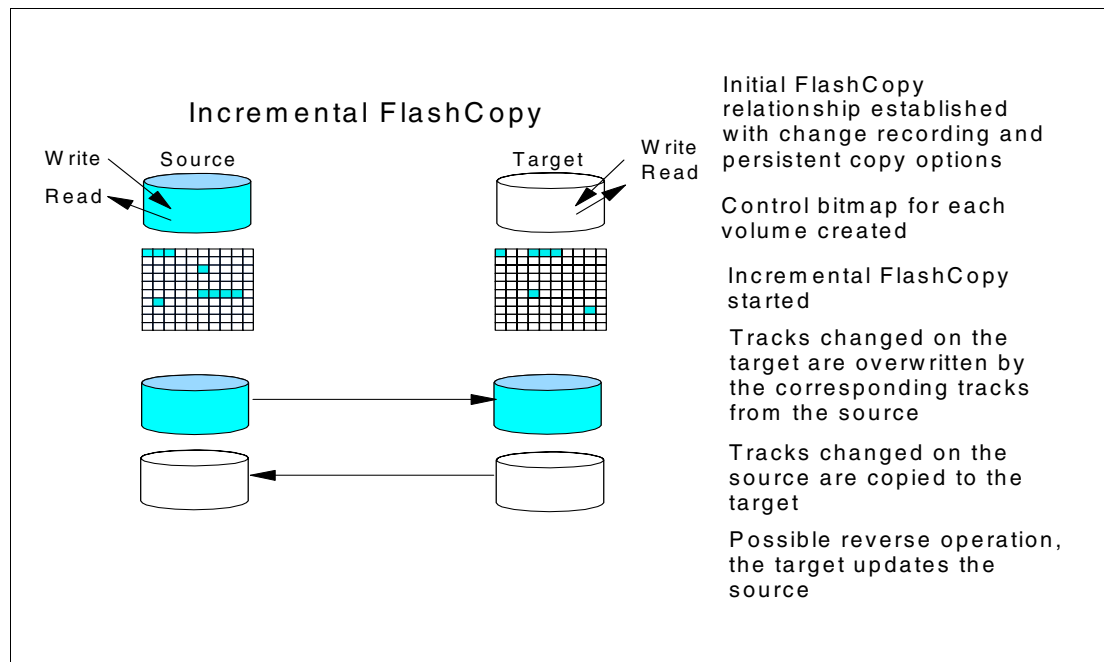 Incremental FlashCopy
Write
Read
Source
Target
Write
Read
Initial FlashCopy
relationship established
with change recording and
persistent copy options
Control bitmap for each
volume created
Incremental FlashCopy
started
Tracks changed on the
target are overwritten by
the corresponding tracks
from the source
Tracks changed on the
source are copied to the
target
Possible reverse operation,
the target updates the
source